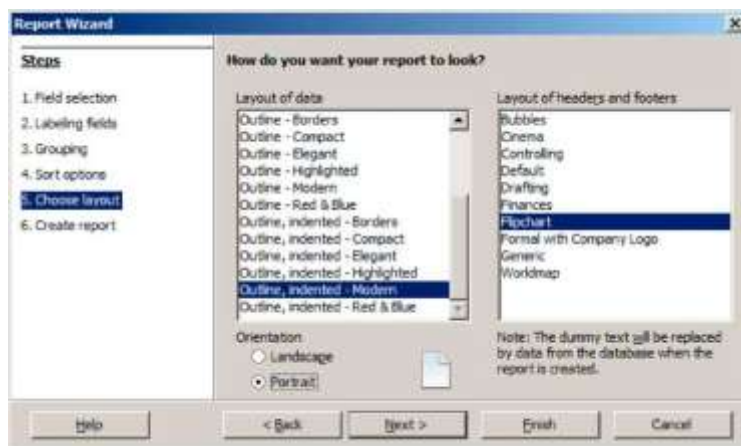 Report Wizard
Steps
1. Field selection
2. Labeling fields
3. Grouping
4. Sort options
5. Choose layout
6. Create report
How do you want your report to look?
Layout of data
Outline - Borders
Outline - Compact
Outline - Elegant
Outline - Highlighted
Outline - Modern
Outline - Red & Blue
Outline, indented - Borders
Outline, indented - Compact
Outline, indented - Elegant
Outline, indented - Highlighted
Outline, indented - Modern
Outline, indented - Red & Blue
Layout of headers and footers
Bubbles
Cinema
Controlling
Default
Drafting
Finances
Flipchart
Formal with Company Logo
Generic
Worldmap
Orientation
Landscape
Portrait
Note: The dummy text will be replaced
by data from the database when the
report is created.
Help
< Back
Next >
Finish
Cancel